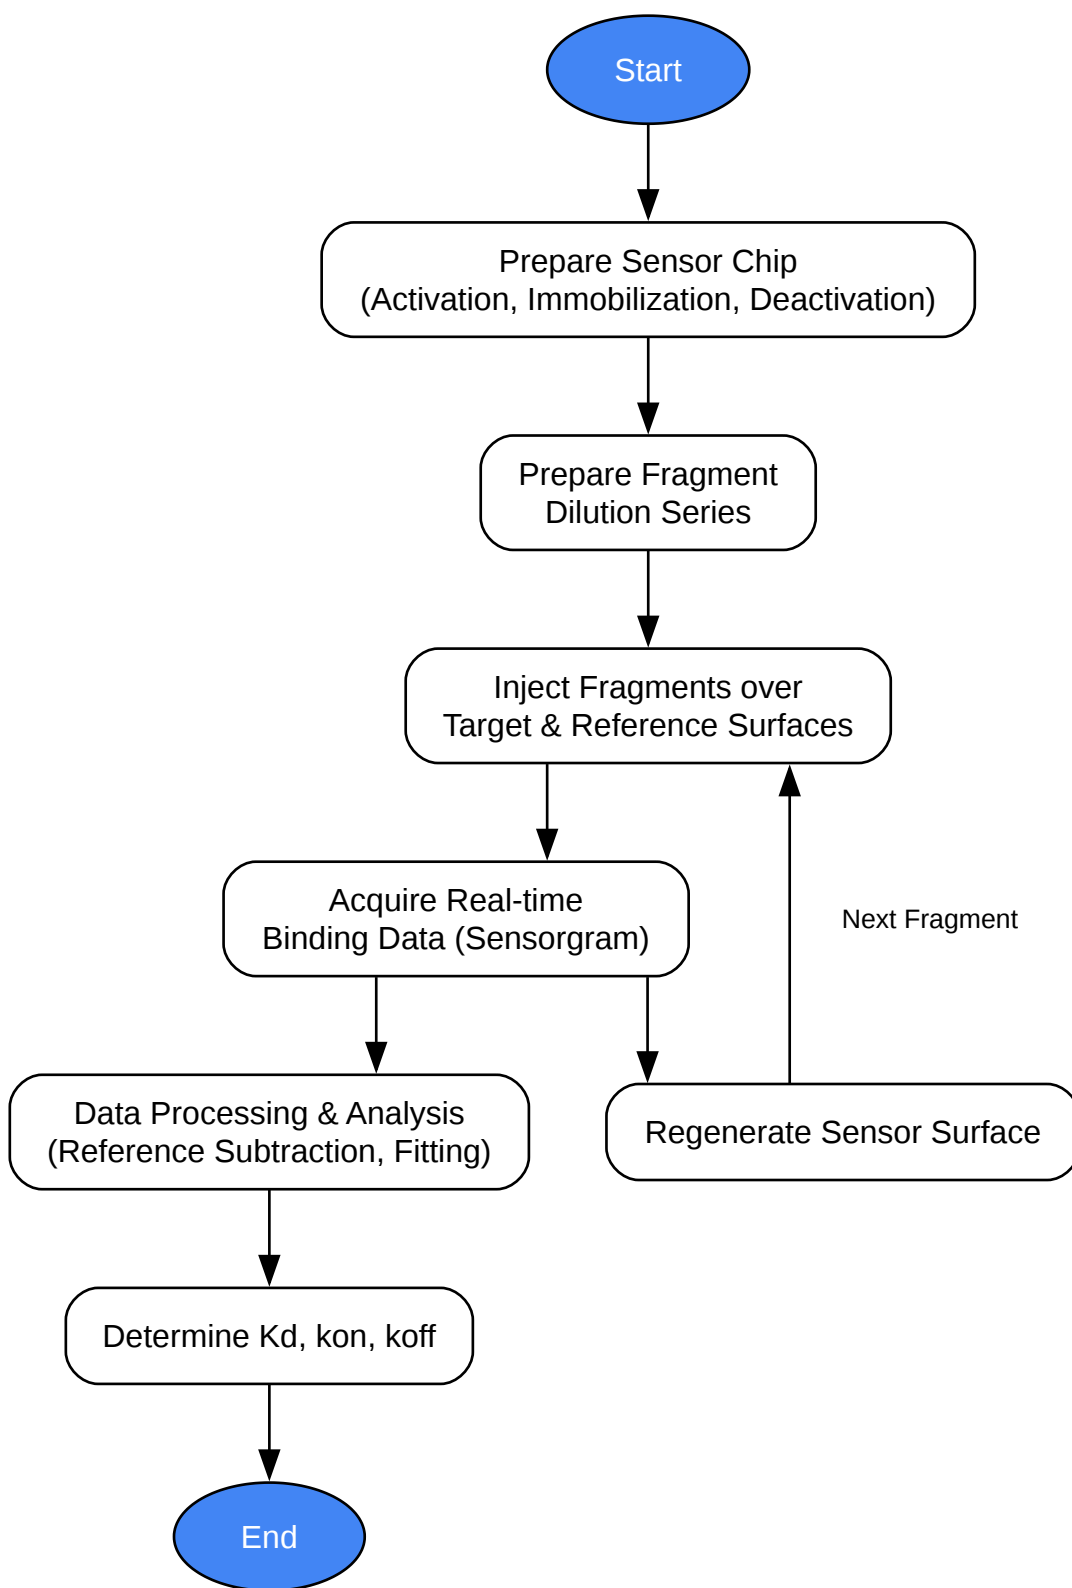 Start
Prepare Sensor Chip
(Activation, Immobilization, Deactivation)
Prepare Fragment
Dilution Series
Inject Fragments over
Target & Reference Surfaces
Acquire Real-time
Binding Data (Sensorgram)
Next Fragment
Data Processing & Analysis
(Reference Subtraction, Fitting)
Regenerate Sensor Surface
Determine Kd, kon, koff
End